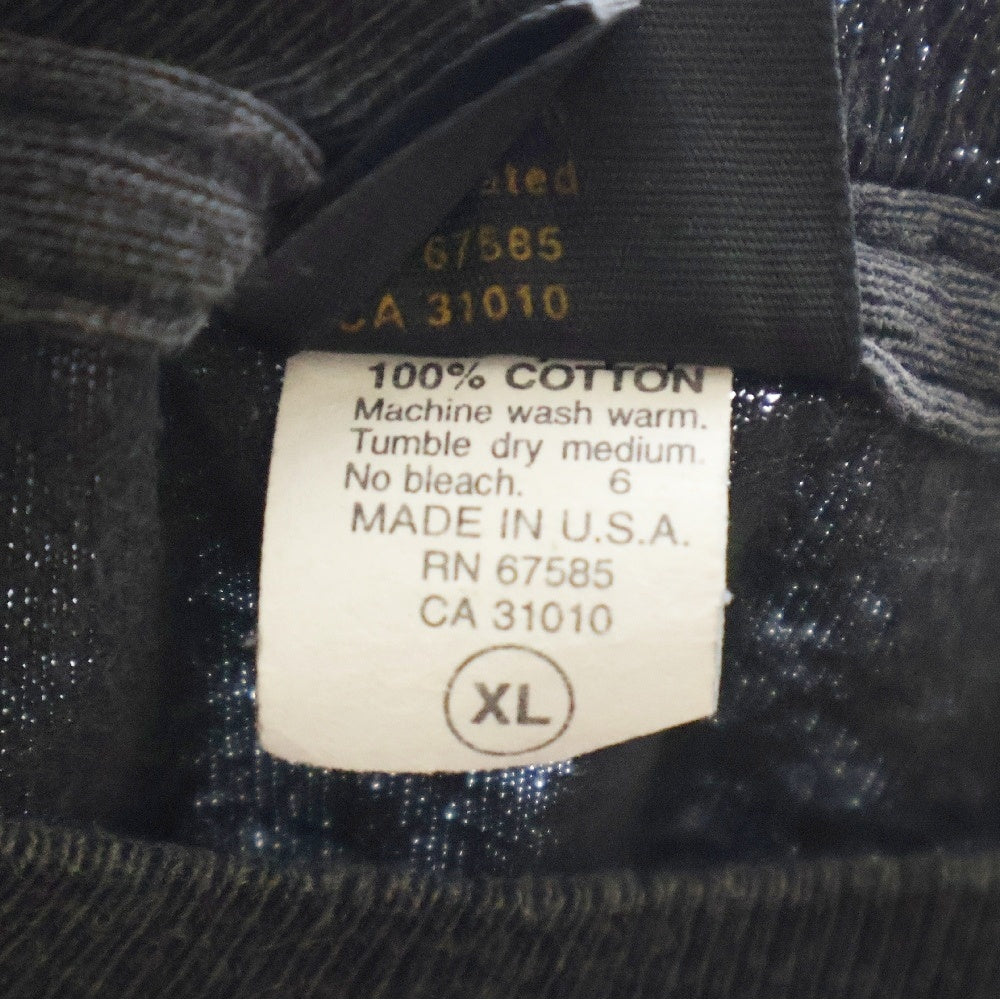 67585
CA 31010
100% COTTON
Machine wash warm.
Tumble dry medium.
No bleach. 6
MADE IN U.S.A.
RN 67585
CA 31010
XL